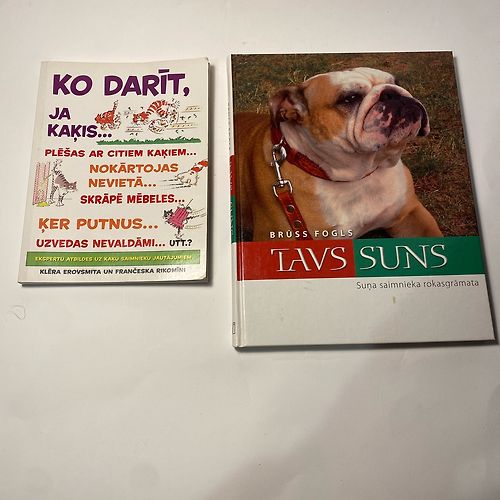 KO DARĪT,
JA
KAĶIS...
PLĒŠAS AR CITIEM KAĶIEM...
NOKĀRTOJAS
NEVIETĀ...
SKRĀPĒ MĒBELES...
ĶER PUTNUS...
UZVEDAS NEVALDĀMI... UTT.?
EKSPERTU ATBILDES UZ KAĶU SAIMNIEKU JAUTĀJUMIEM
KLĒRA EROVSMITA UN FRANČESKA RIKOMĪNI
BRŪSS FOGLS
TAVS SUNS
Suņa saimnieka rokasgrāmata